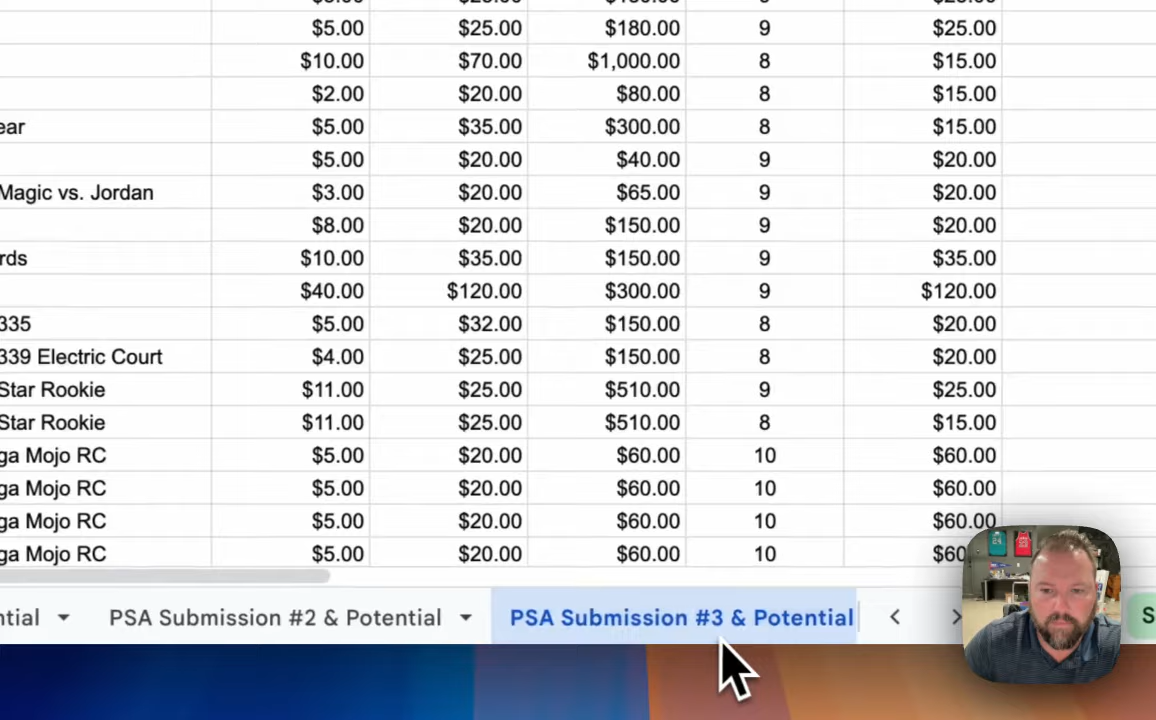 $5.00 $25.00 $180.00 9 $25.00
$10.00 $70.00 $1,000.00 8 $15.00
$2.00 $20.00 $80.00 8 $15.00
ear $5.00 $35.00 $300.00 8 $15.00
$5.00 $20.00 $40.00 9 $20.00
Magic vs. Jordan $3.00 $20.00 $65.00 9 $20.00
$8.00 $20.00 $150.00 9 $20.00
rds $10.00 $35.00 $150.00 9 $35.00
$40.00 $120.00 $300.00 9 $120.00
335 $5.00 $32.00 $150.00 8 $20.00
339 Electric Court $4.00 $25.00 $150.00 8 $20.00
Star Rookie $11.00 $25.00 $510.00 9 $25.00
Star Rookie $11.00 $25.00 $510.00 8 $15.00
ga Mojo RC $5.00 $20.00 $60.00 10 $60.00
ga Mojo RC $5.00 $20.00 $60.00 10 $60.00
ga Mojo RC $5.00 $20.00 $60.00 10 $60.00
ga Mojo RC $5.00 $20.00 $60.00 10 $60
ntial PSA Submission #2 & Potential PSA Submission #3 & Potential S